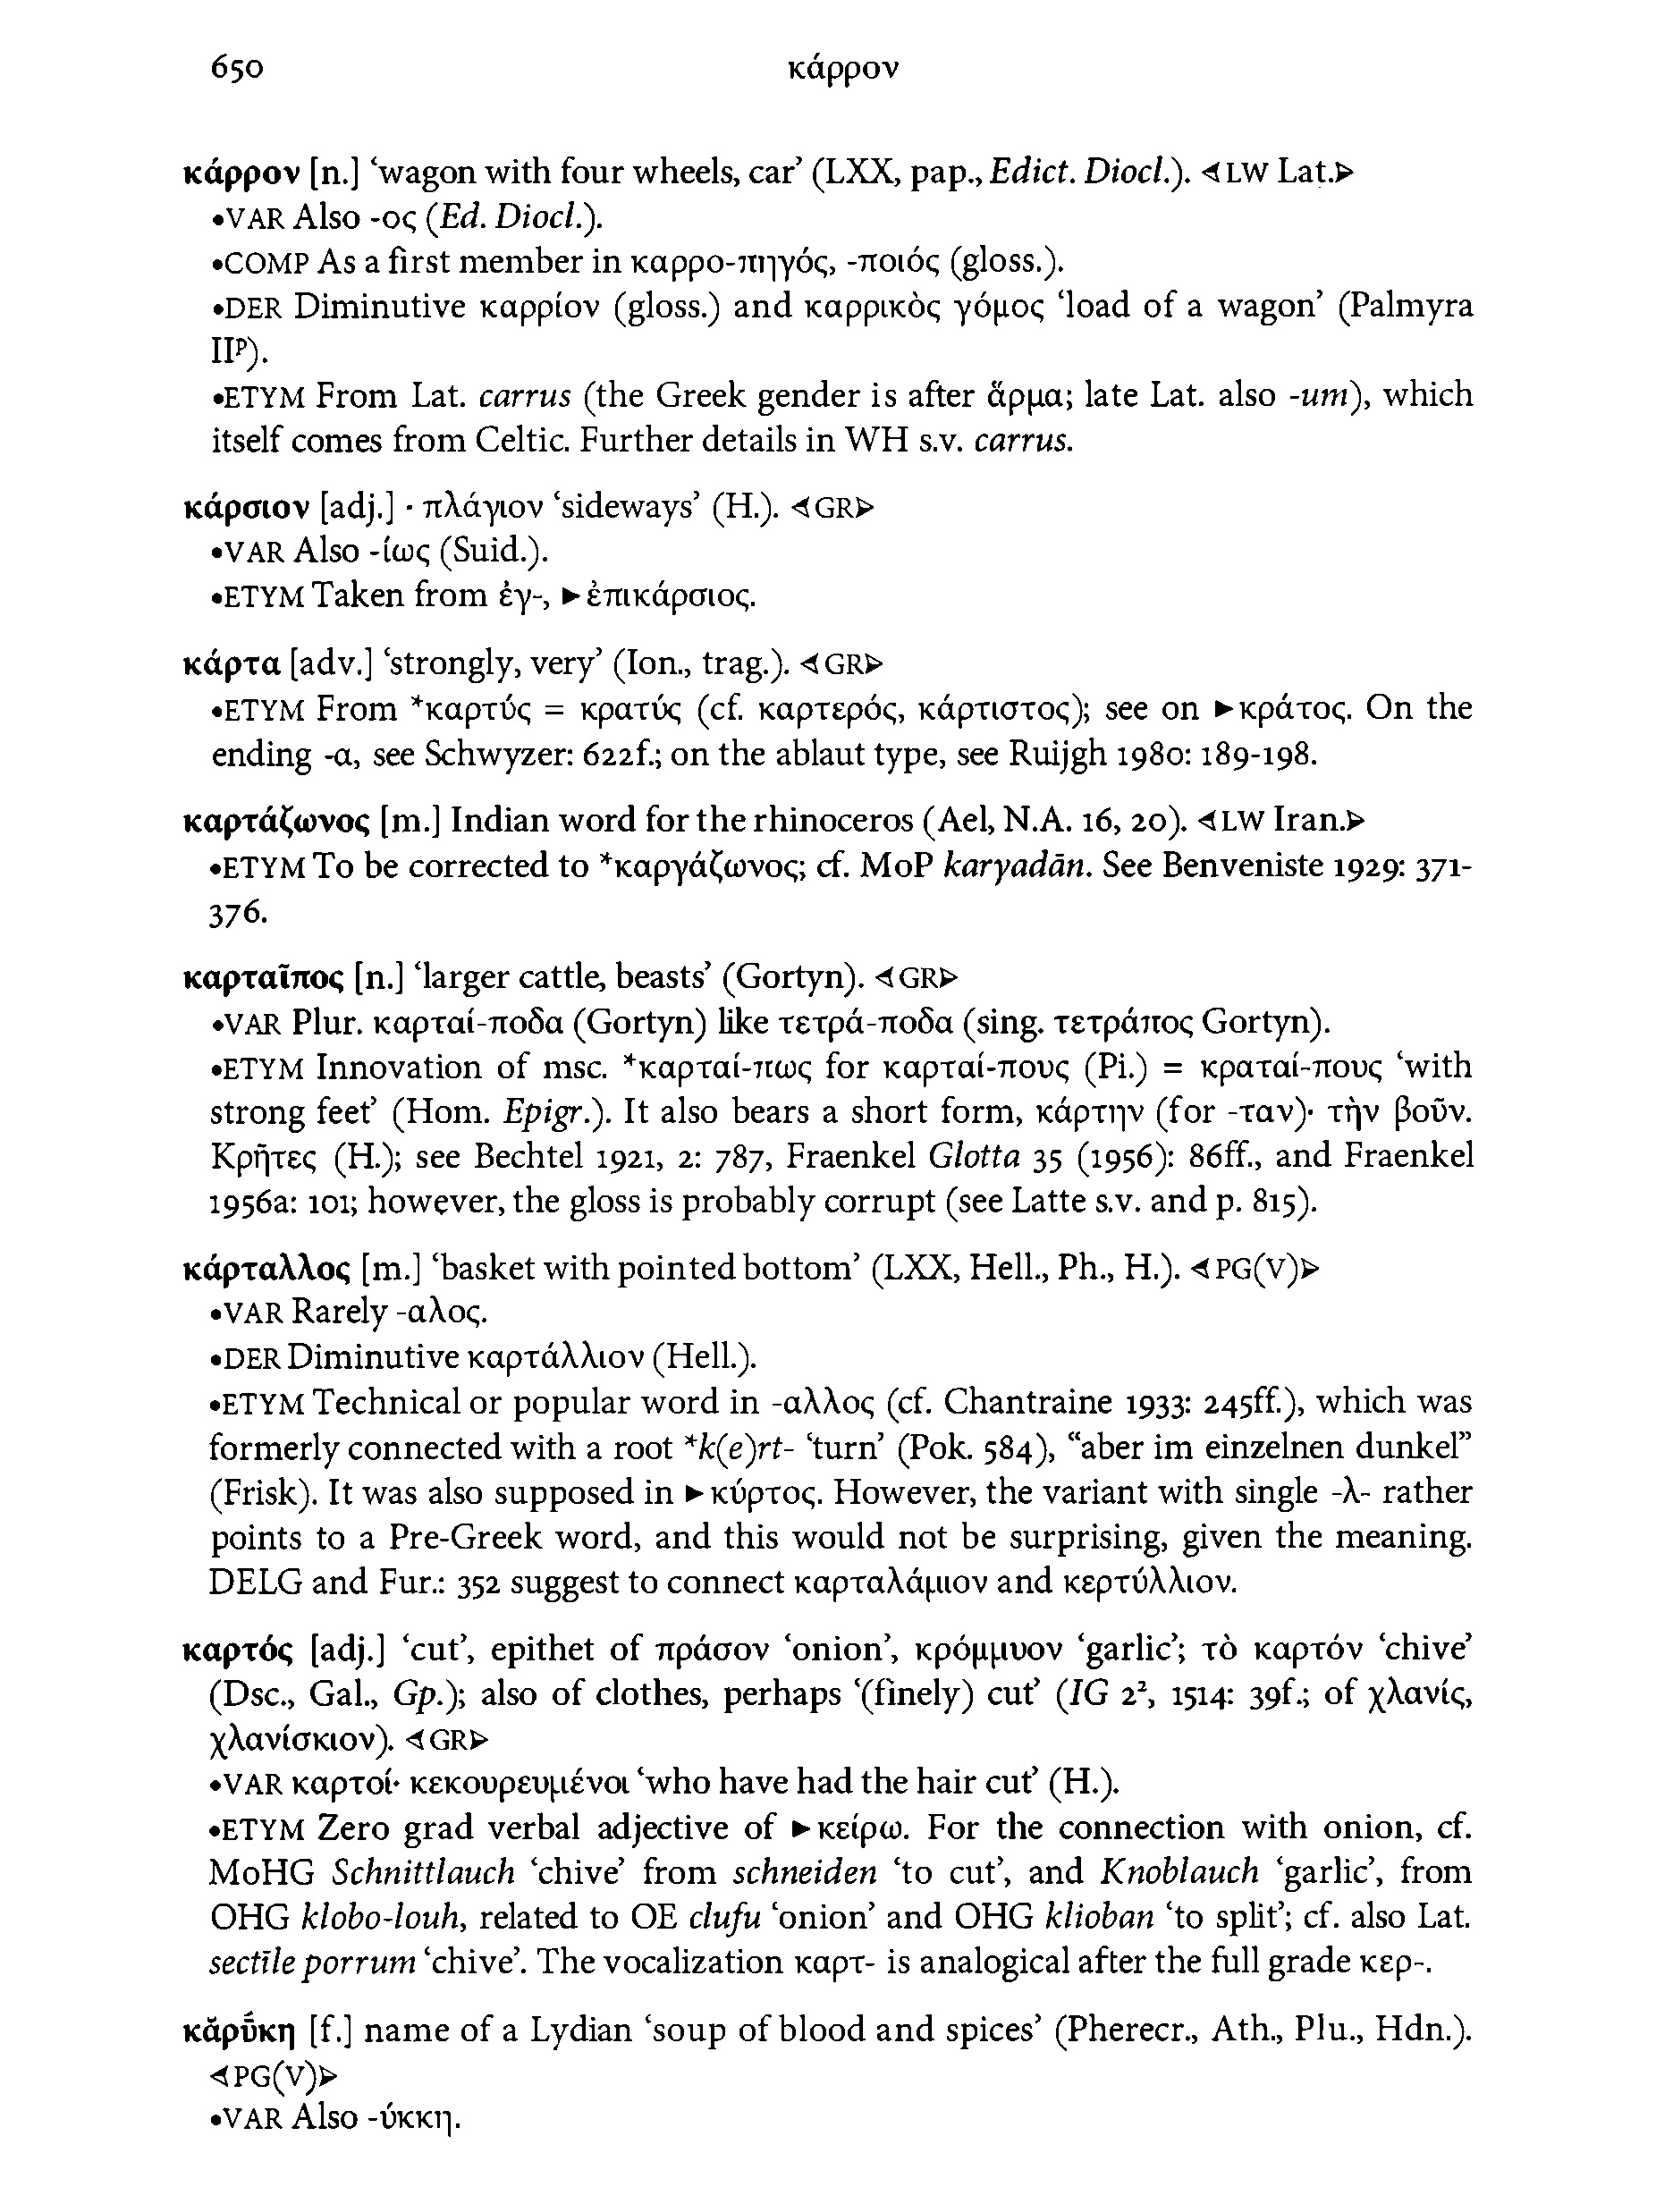 650 κάρρον
κάρρον [n.] ‘wagon with four wheels, car’ (LXX, pap., Edict. Diocl.). ◁LW Lat.▷
•VAR Also -ος (Ed. Diocl.).
•COMP As a first member in καρρο-πηγός, -ποιός (gloss.).
•DER Diminutive καρρίον (gloss.) and καρρικὸς γόμος ‘load of a wagon’ (Palmyra
IIᴾ).
•ETYM From Lat. carrus (the Greek gender is after ἅρμα; late Lat. also -um), which
itself comes from Celtic. Further details in WH s.v. carrus.
κάρσιον [adj.] · πλάγιον ‘sideways’ (H.). ◁GR▷
•VAR Also -ίως (Suid.).
•ETYM Taken from ἐγ-, ►ἐπικάρσιος.
κάρτα [adv.] ‘strongly, very’ (Ion., trag.). ◁GR▷
•ETYM From *καρτύς = κρατύς (cf. καρτερός, κάρτιστος); see on ►κράτος. On the
ending -α, see Schwyzer: 622f.; on the ablaut type, see Ruijgh 1980: 189-198.
καρτάζωνος [m.] Indian word for the rhinoceros (Ael, N.A. 16, 20). ◁LW Iran.▷
•ETYM To be corrected to *καργάζωνος; cf. MoP karyadān. See Benveniste 1929: 371-
376.
καρταῖπος [n.] ‘larger cattle, beasts’ (Gortyn). ◁GR▷
•VAR Plur. καρταί-ποδα (Gortyn) like τετρά-ποδα (sing. τετράπος Gortyn).
•ETYM Innovation of msc. *καρταί-πως for καρταί-πους (Pi.) = κραταί-πους ‘with
strong feet’ (Hom. Epigr.). It also bears a short form, κάρτην (for -ταν)· τὴν βοῦν.
Κρῆτες (H.); see Bechtel 1921, 2: 787, Fraenkel Glotta 35 (1956): 86ff., and Fraenkel
1956a: 101; however, the gloss is probably corrupt (see Latte s.v. and p. 815).
κάρταλλος [m.] ‘basket with pointed bottom’ (LXX, Hell., Ph., H.). ◁PG(V)▷
•VAR Rarely -αλος.
•DER Diminutive καρτάλλιον (Hell.).
•ETYM Technical or popular word in -αλλος (cf. Chantraine 1933: 245ff.), which was
formerly connected with a root *k(e)rt- ‘turn’ (Pok. 584), “aber im einzelnen dunkel”
(Frisk). It was also supposed in ►κύρτος. However, the variant with single -λ- rather
points to a Pre-Greek word, and this would not be surprising, given the meaning.
DELG and Fur.: 352 suggest to connect καρταλάμιον and κερτύλλιον.
καρτός [adj.] ‘cut’, epithet of πράσον ‘onion’, κρόμμυον ‘garlic’; τὸ καρτόν ‘chive’
(Dsc., Gal., Gp.); also of clothes, perhaps ‘(finely) cut’ (IG 2², 1514: 39f.; of χλανίς,
χλανίσκιον). ◁GR▷
•VAR καρτοί· κεκουρευμένοι ‘who have had the hair cut’ (H.).
•ETYM Zero grad verbal adjective of ►κείρω. For the connection with onion, cf.
MoHG Schnittlauch ‘chive’ from schneiden ‘to cut’, and Knoblauch ‘garlic’, from
OHG klobo-louh, related to OE clufu ‘onion’ and OHG klioban ‘to split’; cf. also Lat.
sectīle porrum ‘chive’. The vocalization καρτ- is analogical after the full grade κερ-.
κᾰρῡ́κη [f.] name of a Lydian ‘soup of blood and spices’ (Pherecr., Ath., Plu., Hdn.).
◁PG(V)▷
•VAR Also -ύκκη.